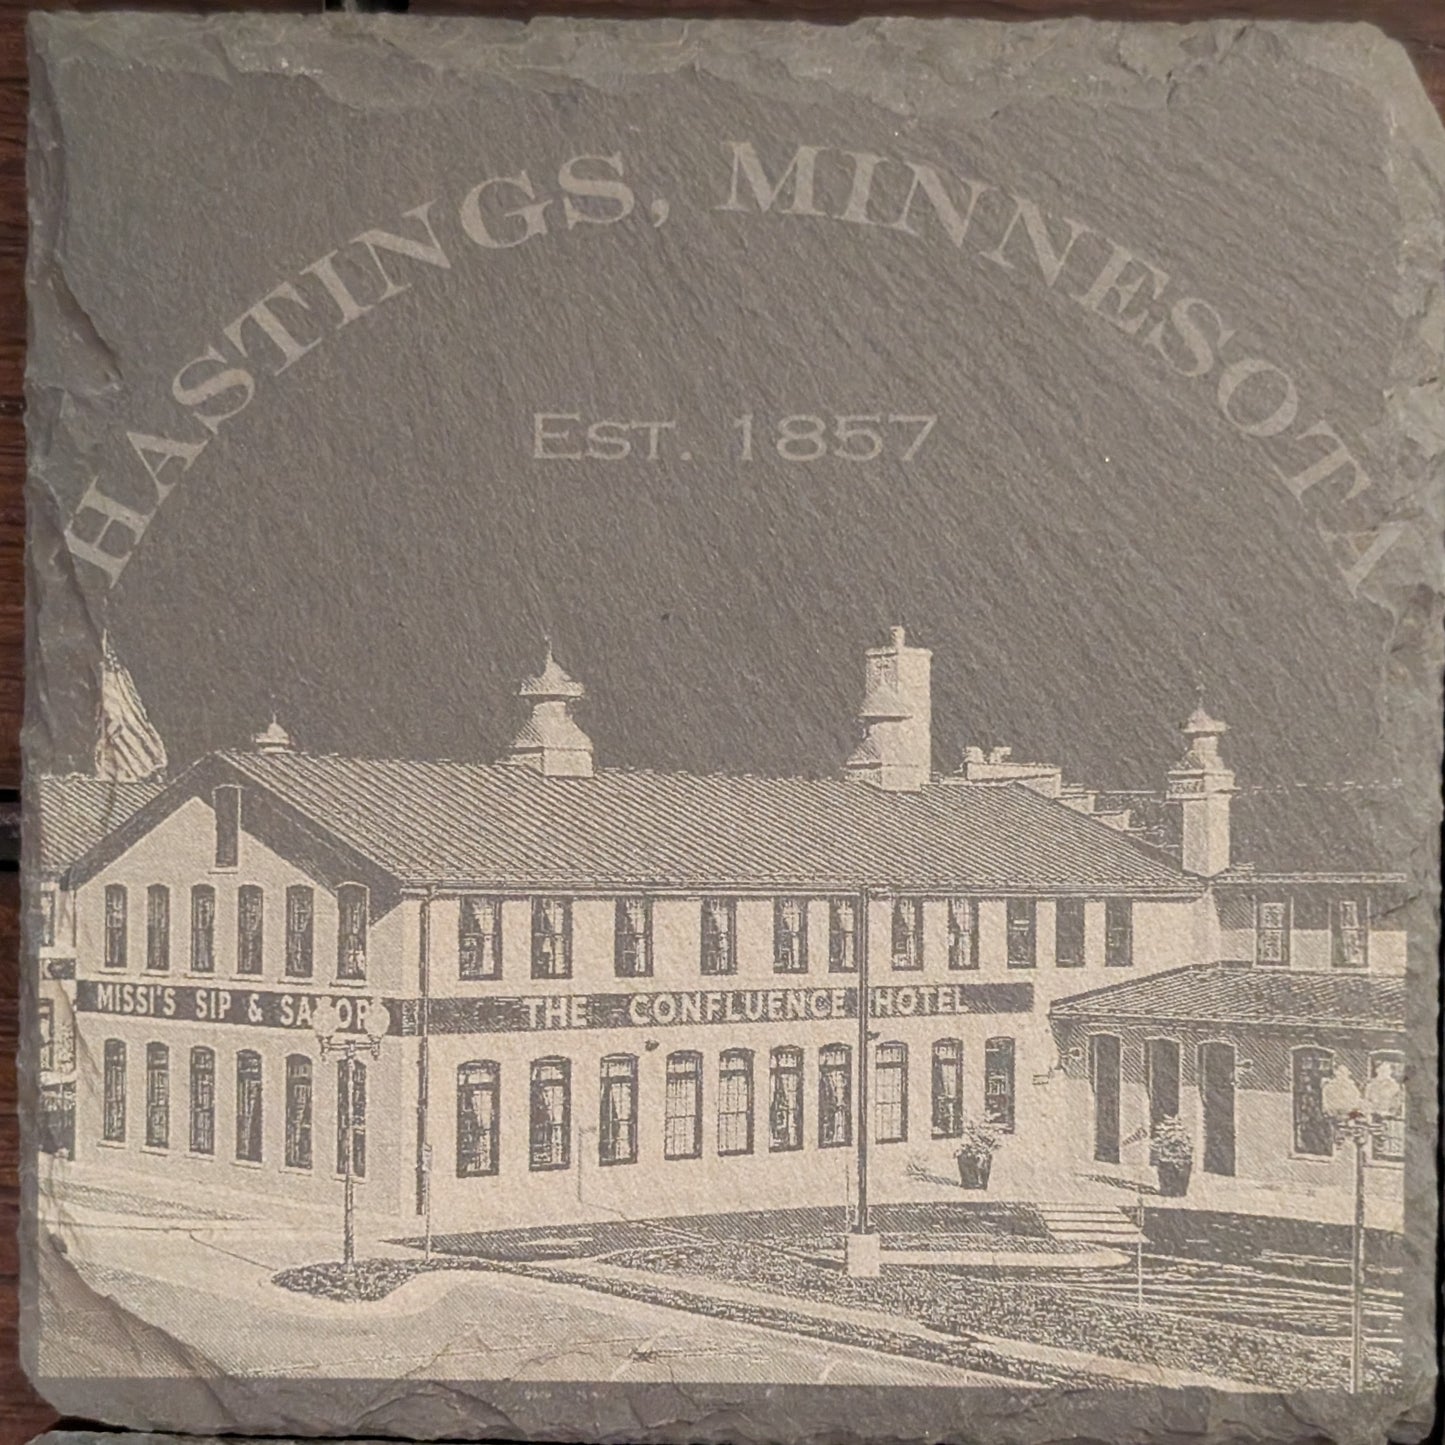 HASTINGS, MINNESOTA
EST. 1857
MISSI'S SIP & SAVOR
THE CONFLUENCE HOTEL